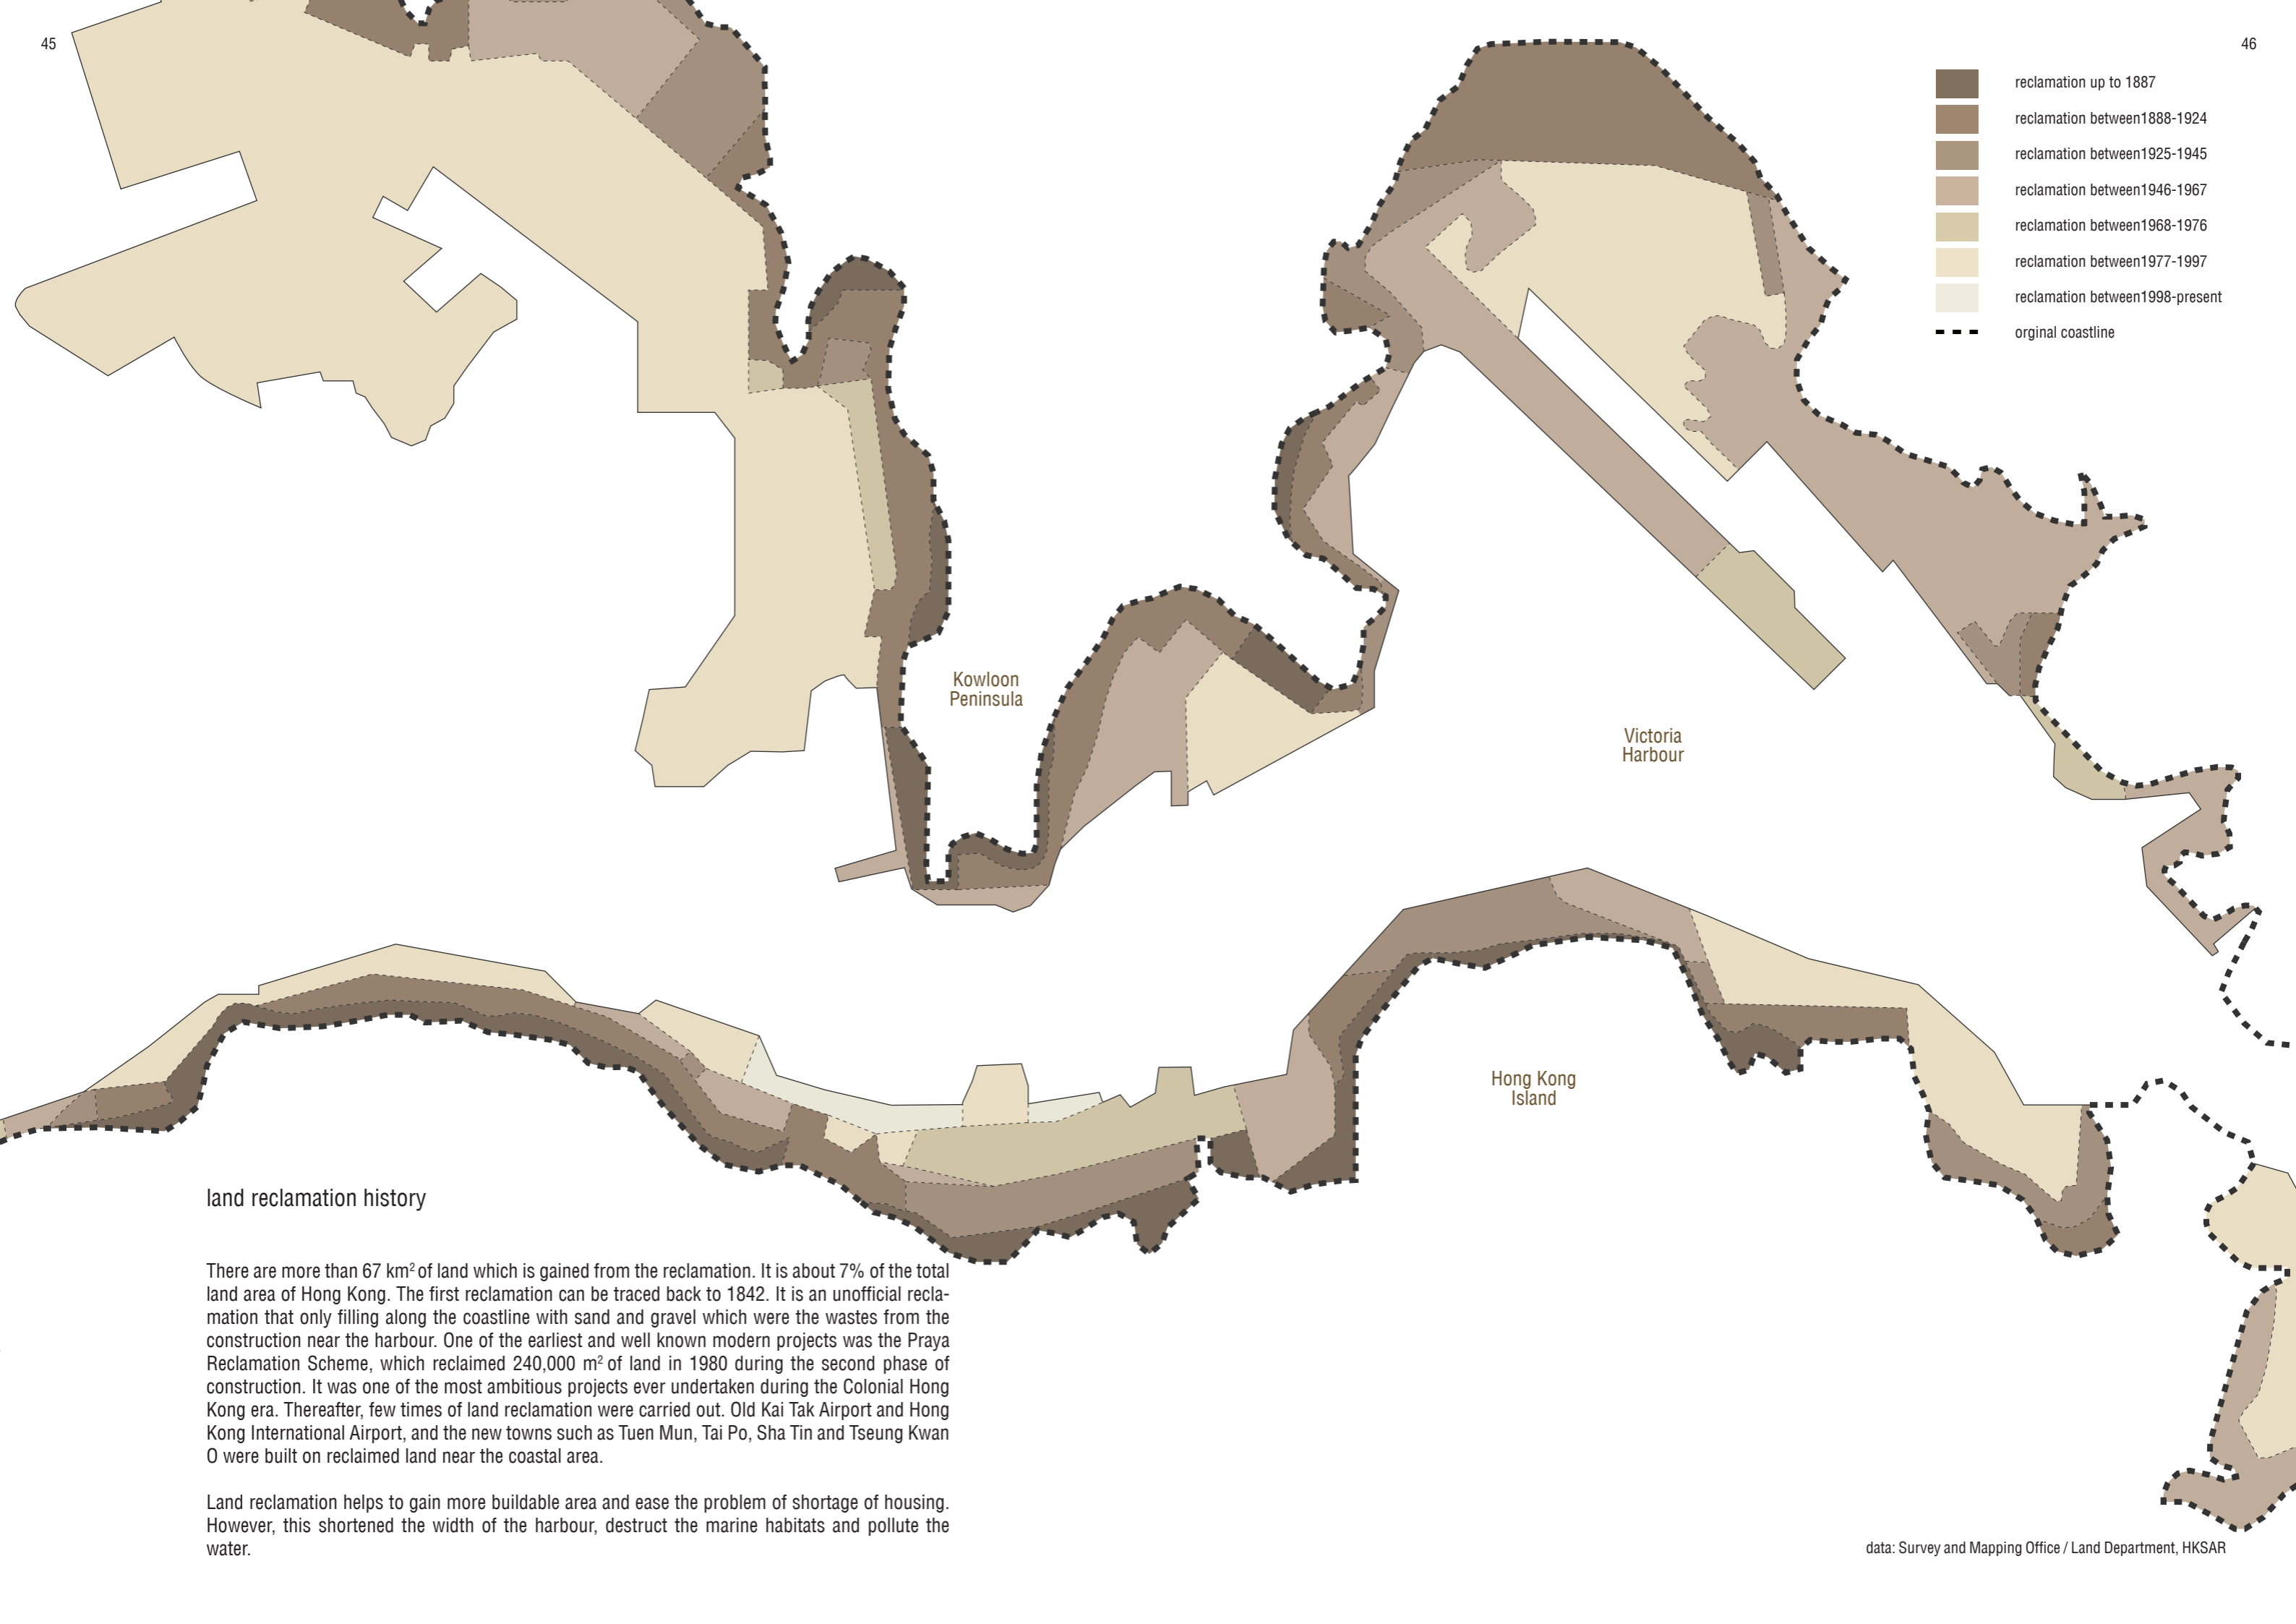 45
46
reclamation up to 1887
reclamation between1888-1924
reclamation between1925-1945
reclamation between1946-1967
reclamation between1968-1976
reclamation between1977-1997
reclamation between1998-present
orginal coastline
Kowloon
Peninsula
Victoria
Harbour
Hong Kong
Island
land reclamation history
There are more than 67 km² of land which is gained from the reclamation. It is about 7% of the total
land area of Hong Kong. The first reclamation can be traced back to 1842. It is an unofficial recla-
mation that only filling along the coastline with sand and gravel which were the wastes from the
construction near the harbour. One of the earliest and well known modern projects was the Praya
Reclamation Scheme, which reclaimed 240,000 m² of land in 1980 during the second phase of
construction. It was one of the most ambitious projects ever undertaken during the Colonial Hong
Kong era. Thereafter, few times of land reclamation were carried out. Old Kai Tak Airport and Hong
Kong International Airport, and the new towns such as Tuen Mun, Tai Po, Sha Tin and Tseung Kwan
O were built on reclaimed land near the coastal area.
Land reclamation helps to gain more buildable area and ease the problem of shortage of housing.
However, this shortened the width of the harbour, destruct the marine habitats and pollute the
water.
data: Survey and Mapping Office / Land Department, HKSAR